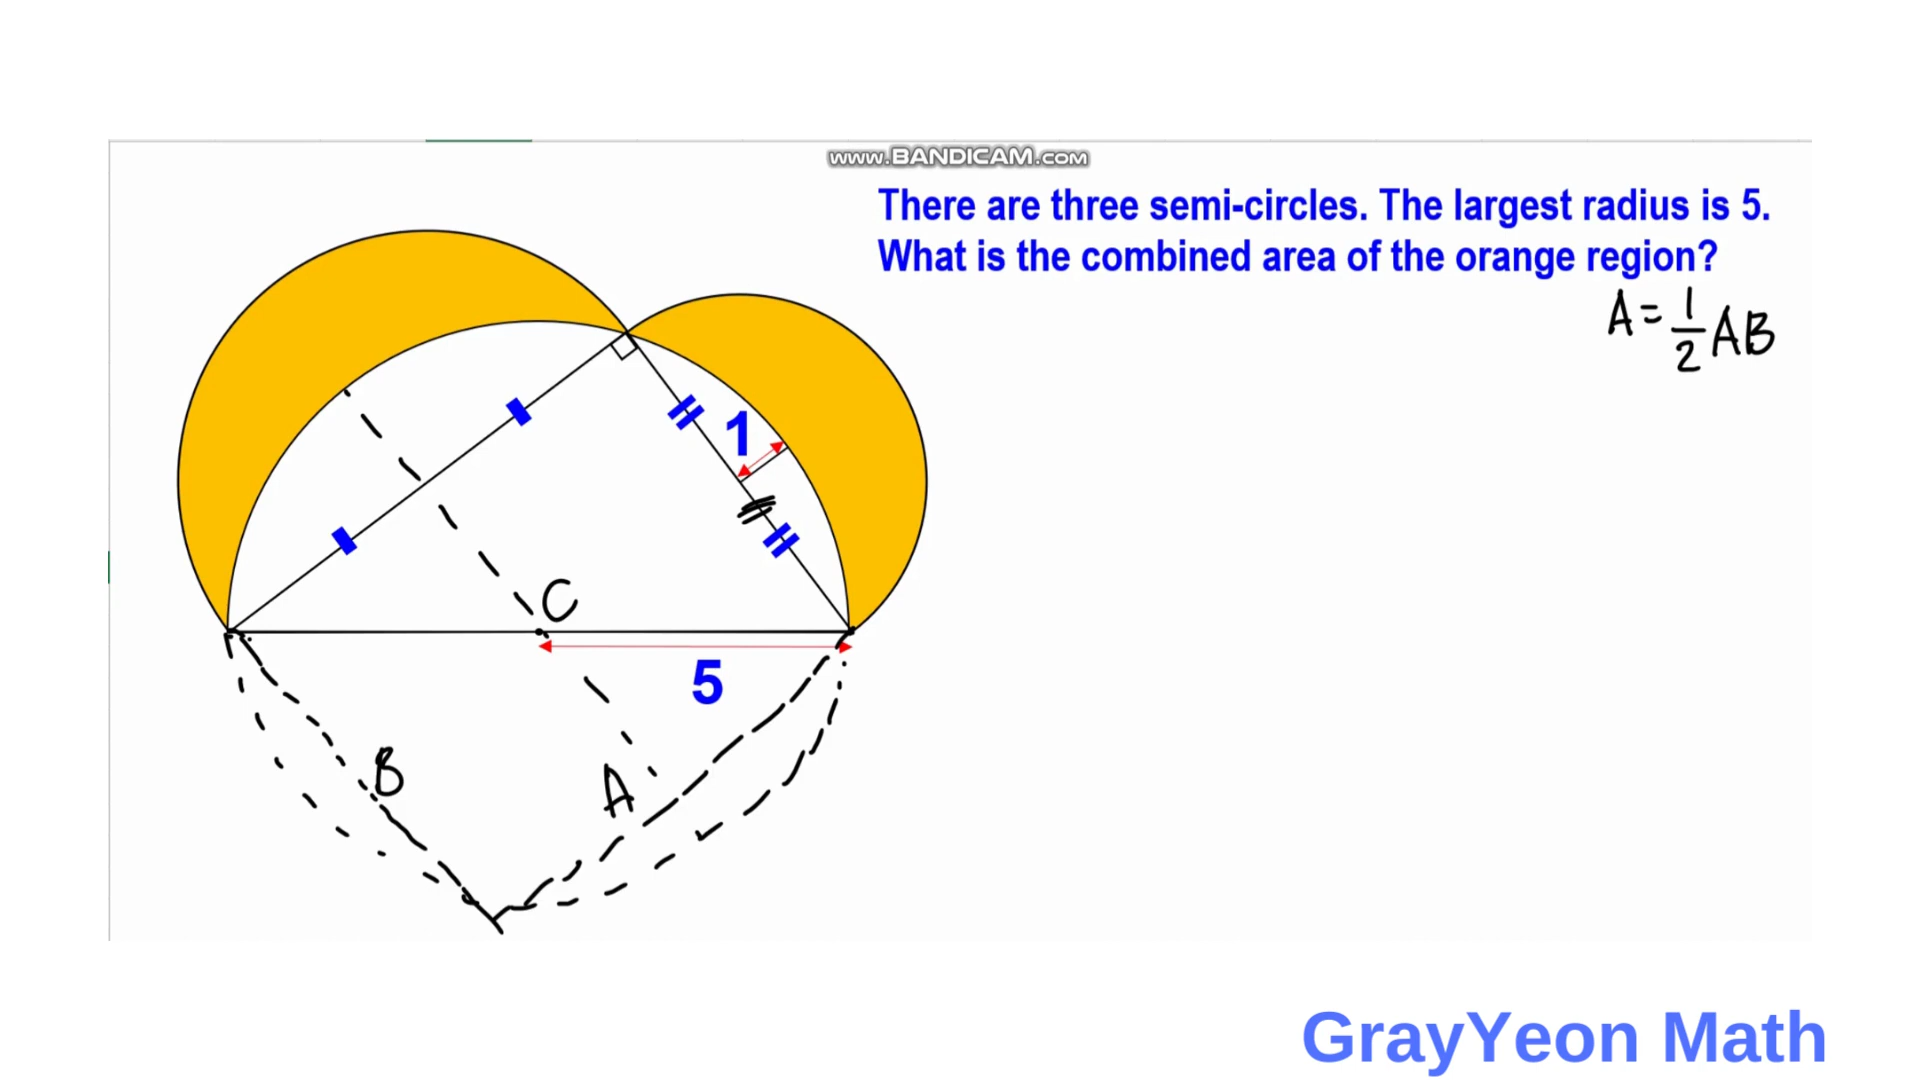 www.BANDICAM.com
There are three semi-circles. The largest radius is 5.
What is the combined area of the orange region?
A = 1/2 AB
1
C
5
B
A
GrayYeon Math